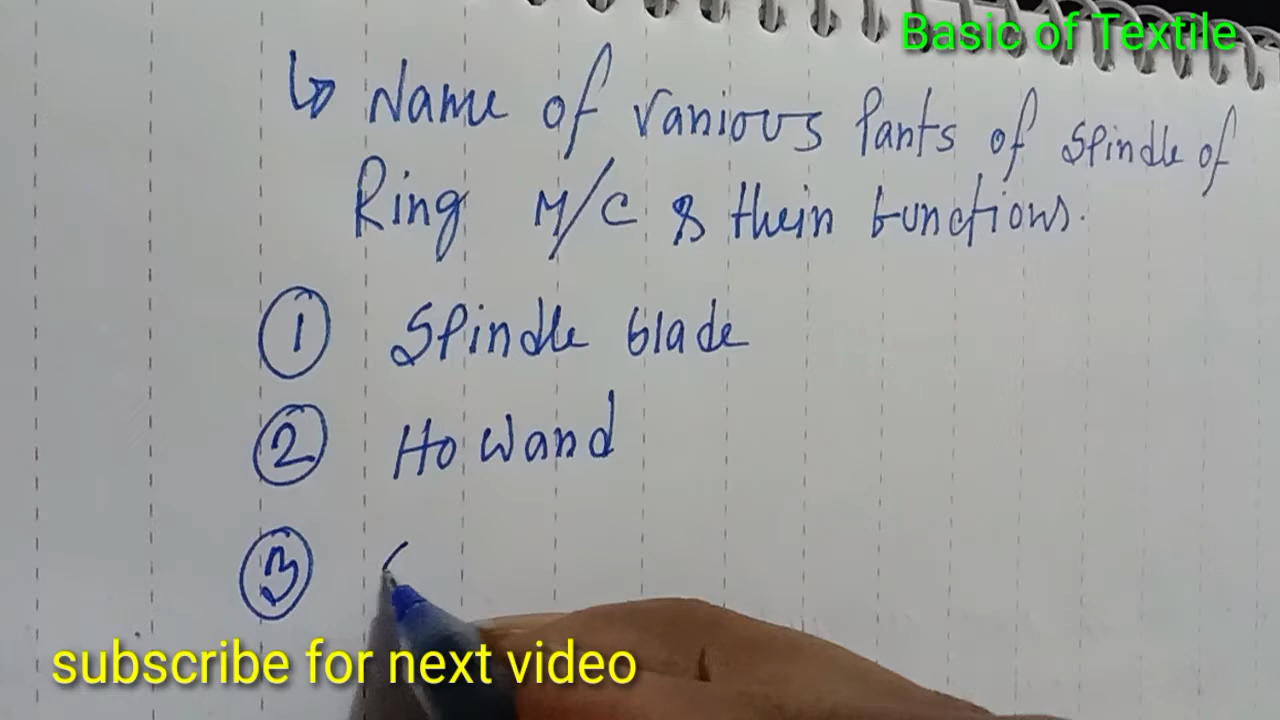 Basic of Textile
↳ Name of various Parts of spindle of
Ring M/C & their functions.
① Spindle blade
② Howard
③
subscribe for next video